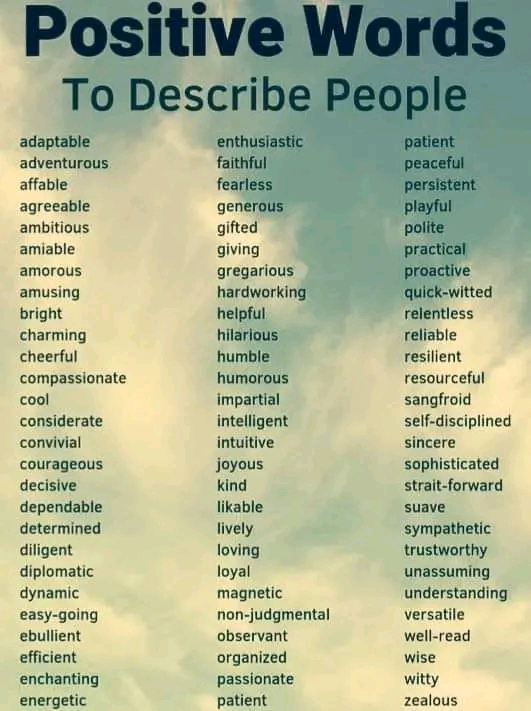 Positive Words
To Describe People
adaptable
adventurous
affable
agreeable
ambitious
amiable
amorous
amusing
bright
charming
cheerful
compassionate
cool
considerate
convivial
courageous
decisive
dependable
determined
diligent
diplomatic
dynamic
easy-going
ebullient
efficient
enchanting
energetic
enthusiastic
faithful
fearless
generous
gifted
giving
gregarious
hardworking
helpful
hilarious
humble
humorous
impartial
intelligent
intuitive
joyous
kind
likable
lively
loving
loyal
magnetic
non-judgmental
observant
organized
passionate
patient
patient
peaceful
persistent
playful
polite
practical
proactive
quick-witted
relentless
reliable
resilient
resourceful
sangfroid
self-disciplined
sincere
sophisticated
strait-forward
suave
sympathetic
trustworthy
unassuming
understanding
versatile
well-read
wise
witty
zealous